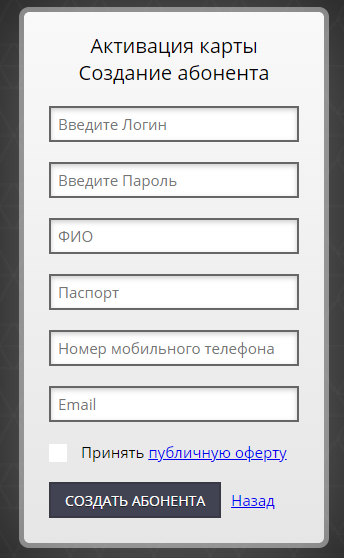 Активация карты
Создание абонента
Введите Логин
Введите Пароль
ФИО
Паспорт
Номер мобильного телефона
Email
Принять публичную оферту
СОЗДАТЬ АБОНЕНТА Назад